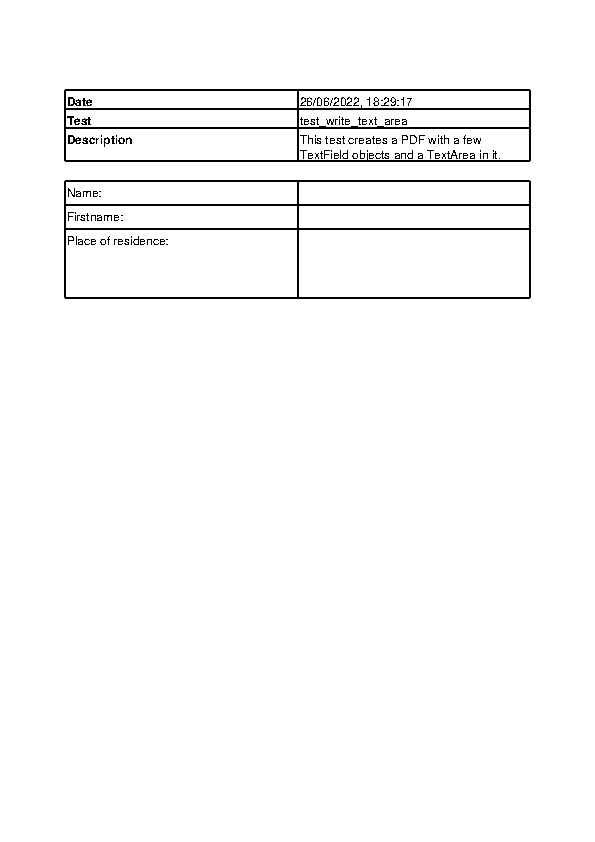 Date 26/06/2022, 18:29:17
Test test_write_text_area
Description This test creates a PDF with a few
TextField objects and a TextArea in it.
Name:
Firstname:
Place of residence: